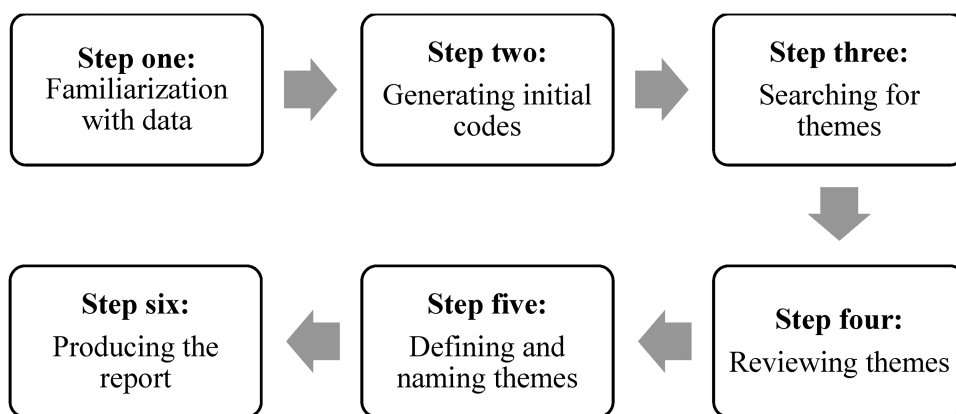 Step one:
Familiarization
with data
Step two:
Generating initial
codes
Step three:
Searching for
themes
Step four:
Reviewing themes
Step five:
Defining and
naming themes
Step six:
Producing the
report